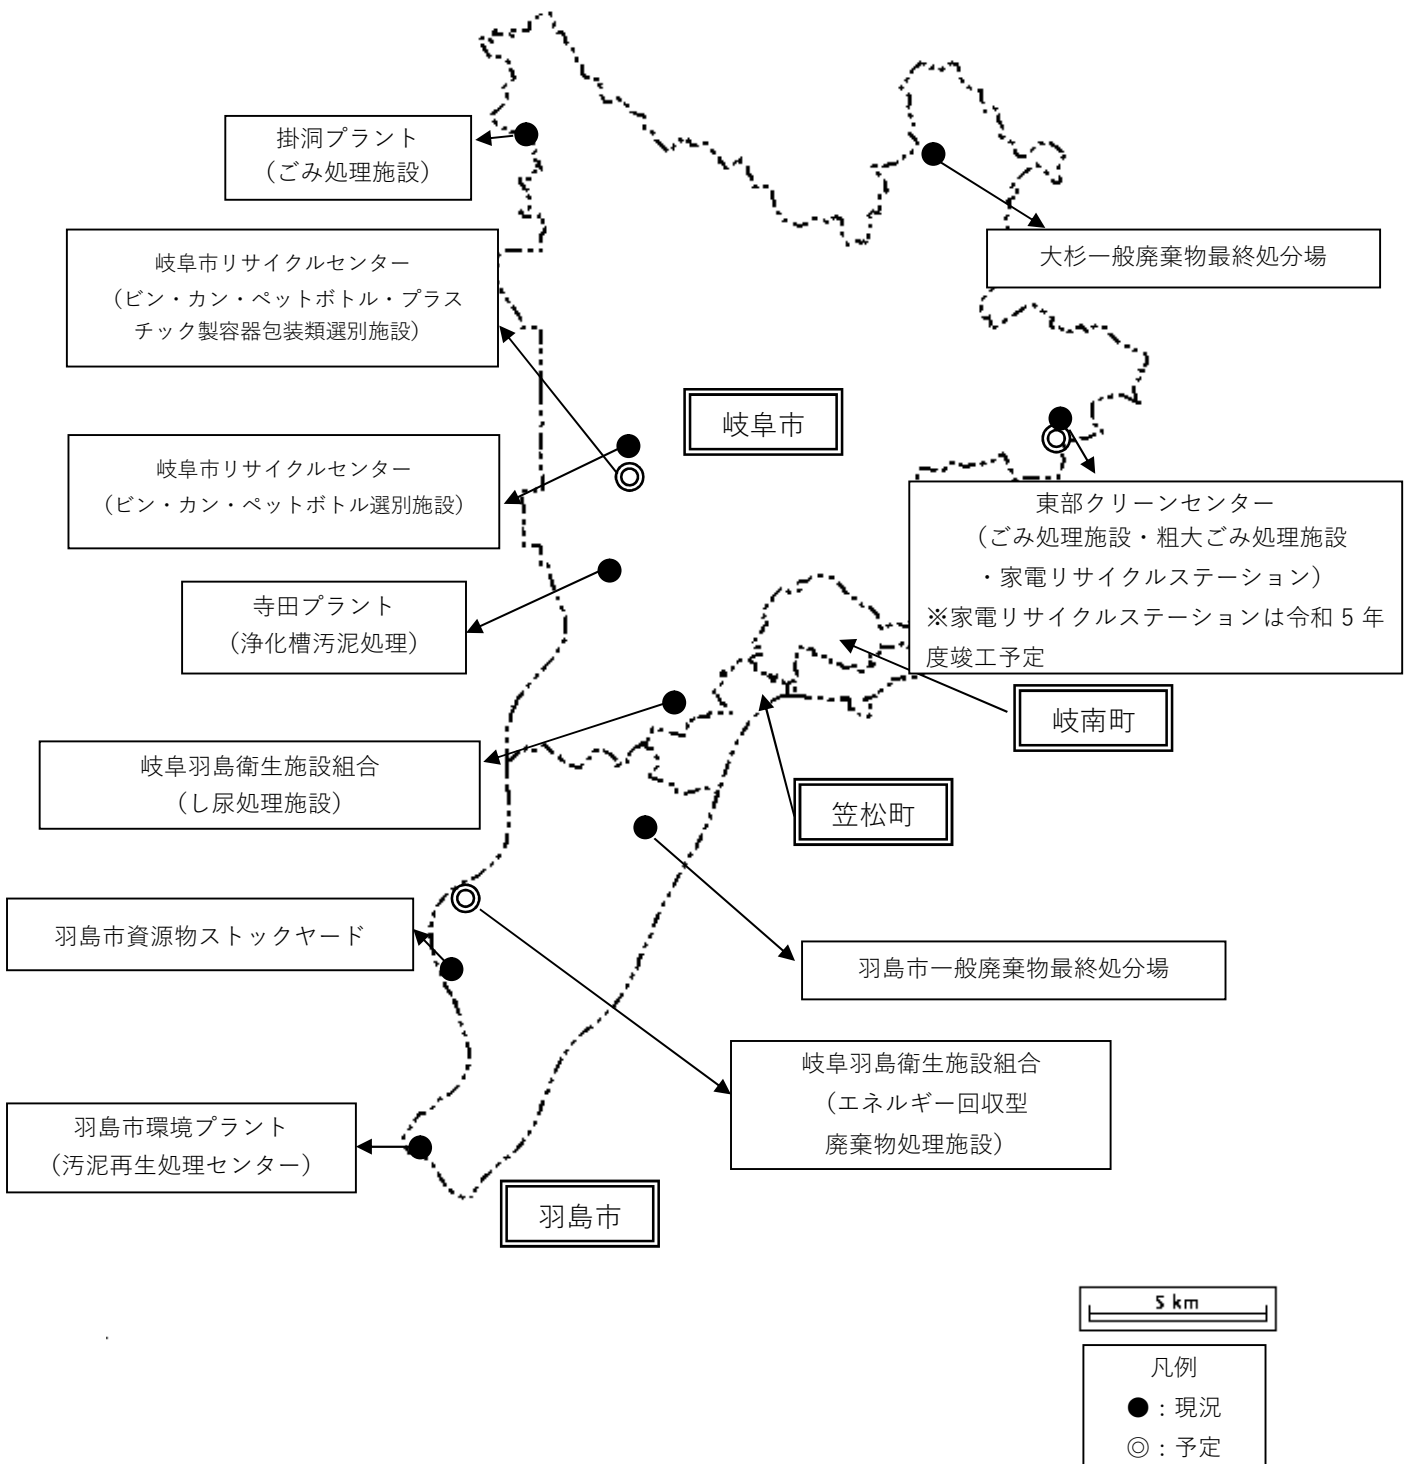 掛洞プラント
（ごみ処理施設）
大杉一般廃棄物最終処分場
岐阜市リサイクルセンター
（ビン・カン・ペットボトル・プラス
チック製容器包装類選別施設）
岐阜市
岐阜市リサイクルセンター
（ビン・カン・ペットボトル選別施設）
東部クリーンセンター
（ごみ処理施設・粗大ごみ処理施設
・家電リサイクルステーション）
※家電リサイクルステーションは令和 5 年
度竣工予定
寺田プラント
（浄化槽汚泥処理）
岐南町
岐阜羽島衛生施設組合
（し尿処理施設）
笠松町
羽島市資源物ストックヤード
羽島市一般廃棄物最終処分場
岐阜羽島衛生施設組合
（エネルギー回収型
廃棄物処理施設）
羽島市環境プラント
（汚泥再生処理センター）
羽島市
5 km
凡例
●：現況
◎：予定